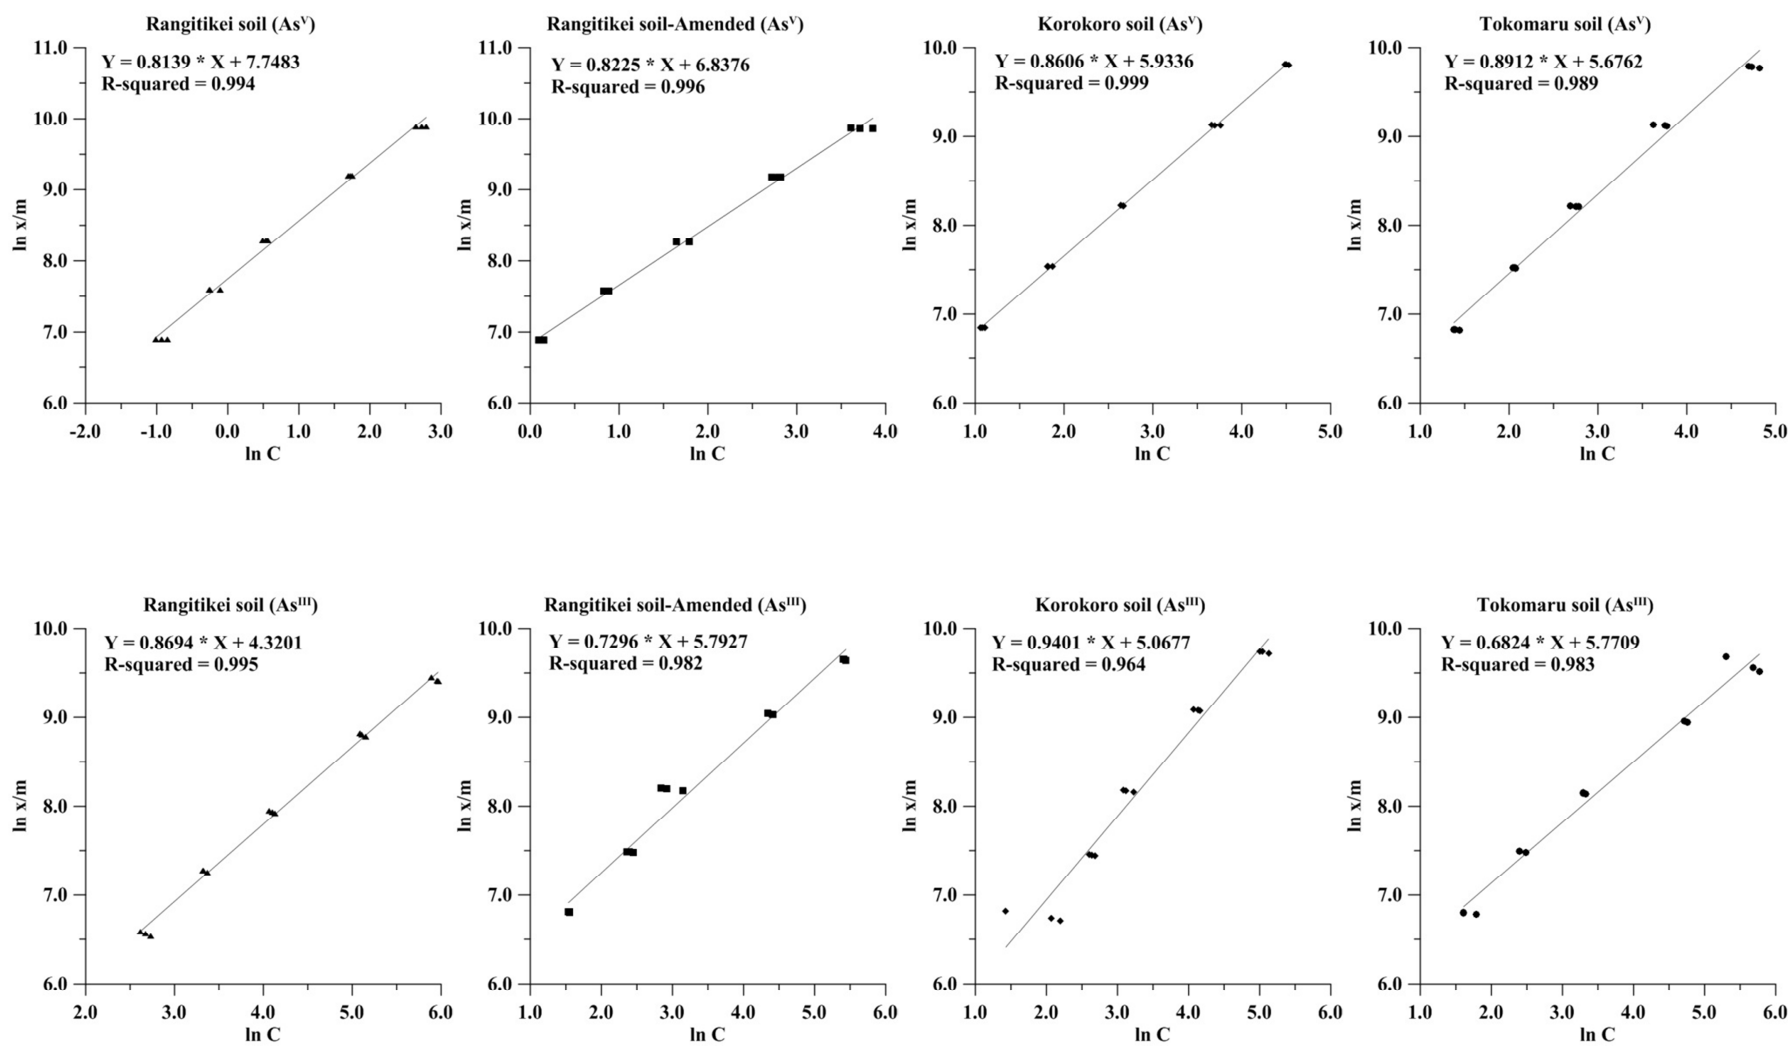 Rangitikei soil (Asⱽ)
Y = 0.8139 * X + 7.7483
R-squared = 0.994
11.0
10.0
9.0
8.0
7.0
6.0
ln x/m
-2.0 -1.0 0.0 1.0 2.0 3.0
ln C
Rangitikei soil-Amended (Asⱽ)
Y = 0.8225 * X + 6.8376
R-squared = 0.996
11.0
10.0
9.0
8.0
7.0
6.0
ln x/m
0.0 1.0 2.0 3.0 4.0
ln C
Korokoro soil (Asⱽ)
Y = 0.8606 * X + 5.9336
R-squared = 0.999
10.0
9.0
8.0
7.0
6.0
ln x/m
1.0 2.0 3.0 4.0 5.0
ln C
Tokomaru soil (Asⱽ)
Y = 0.8912 * X + 5.6762
R-squared = 0.989
10.0
9.0
8.0
7.0
6.0
ln x/m
1.0 2.0 3.0 4.0 5.0
ln C
Rangitikei soil (Asᴵᴵᴵ)
Y = 0.8694 * X + 4.3201
R-squared = 0.995
10.0
9.0
8.0
7.0
6.0
ln x/m
2.0 3.0 4.0 5.0 6.0
ln C
Rangitikei soil-Amended (Asᴵᴵᴵ)
Y = 0.7296 * X + 5.7927
R-squared = 0.982
10.0
9.0
8.0
7.0
6.0
ln x/m
1.0 2.0 3.0 4.0 5.0 6.0
ln C
Korokoro soil (Asᴵᴵᴵ)
Y = 0.9401 * X + 5.0677
R-squared = 0.964
10.0
9.0
8.0
7.0
6.0
ln x/m
1.0 2.0 3.0 4.0 5.0 6.0
ln C
Tokomaru soil (Asᴵᴵᴵ)
Y = 0.6824 * X + 5.7709
R-squared = 0.983
10.0
9.0
8.0
7.0
6.0
ln x/m
1.0 2.0 3.0 4.0 5.0 6.0
ln C